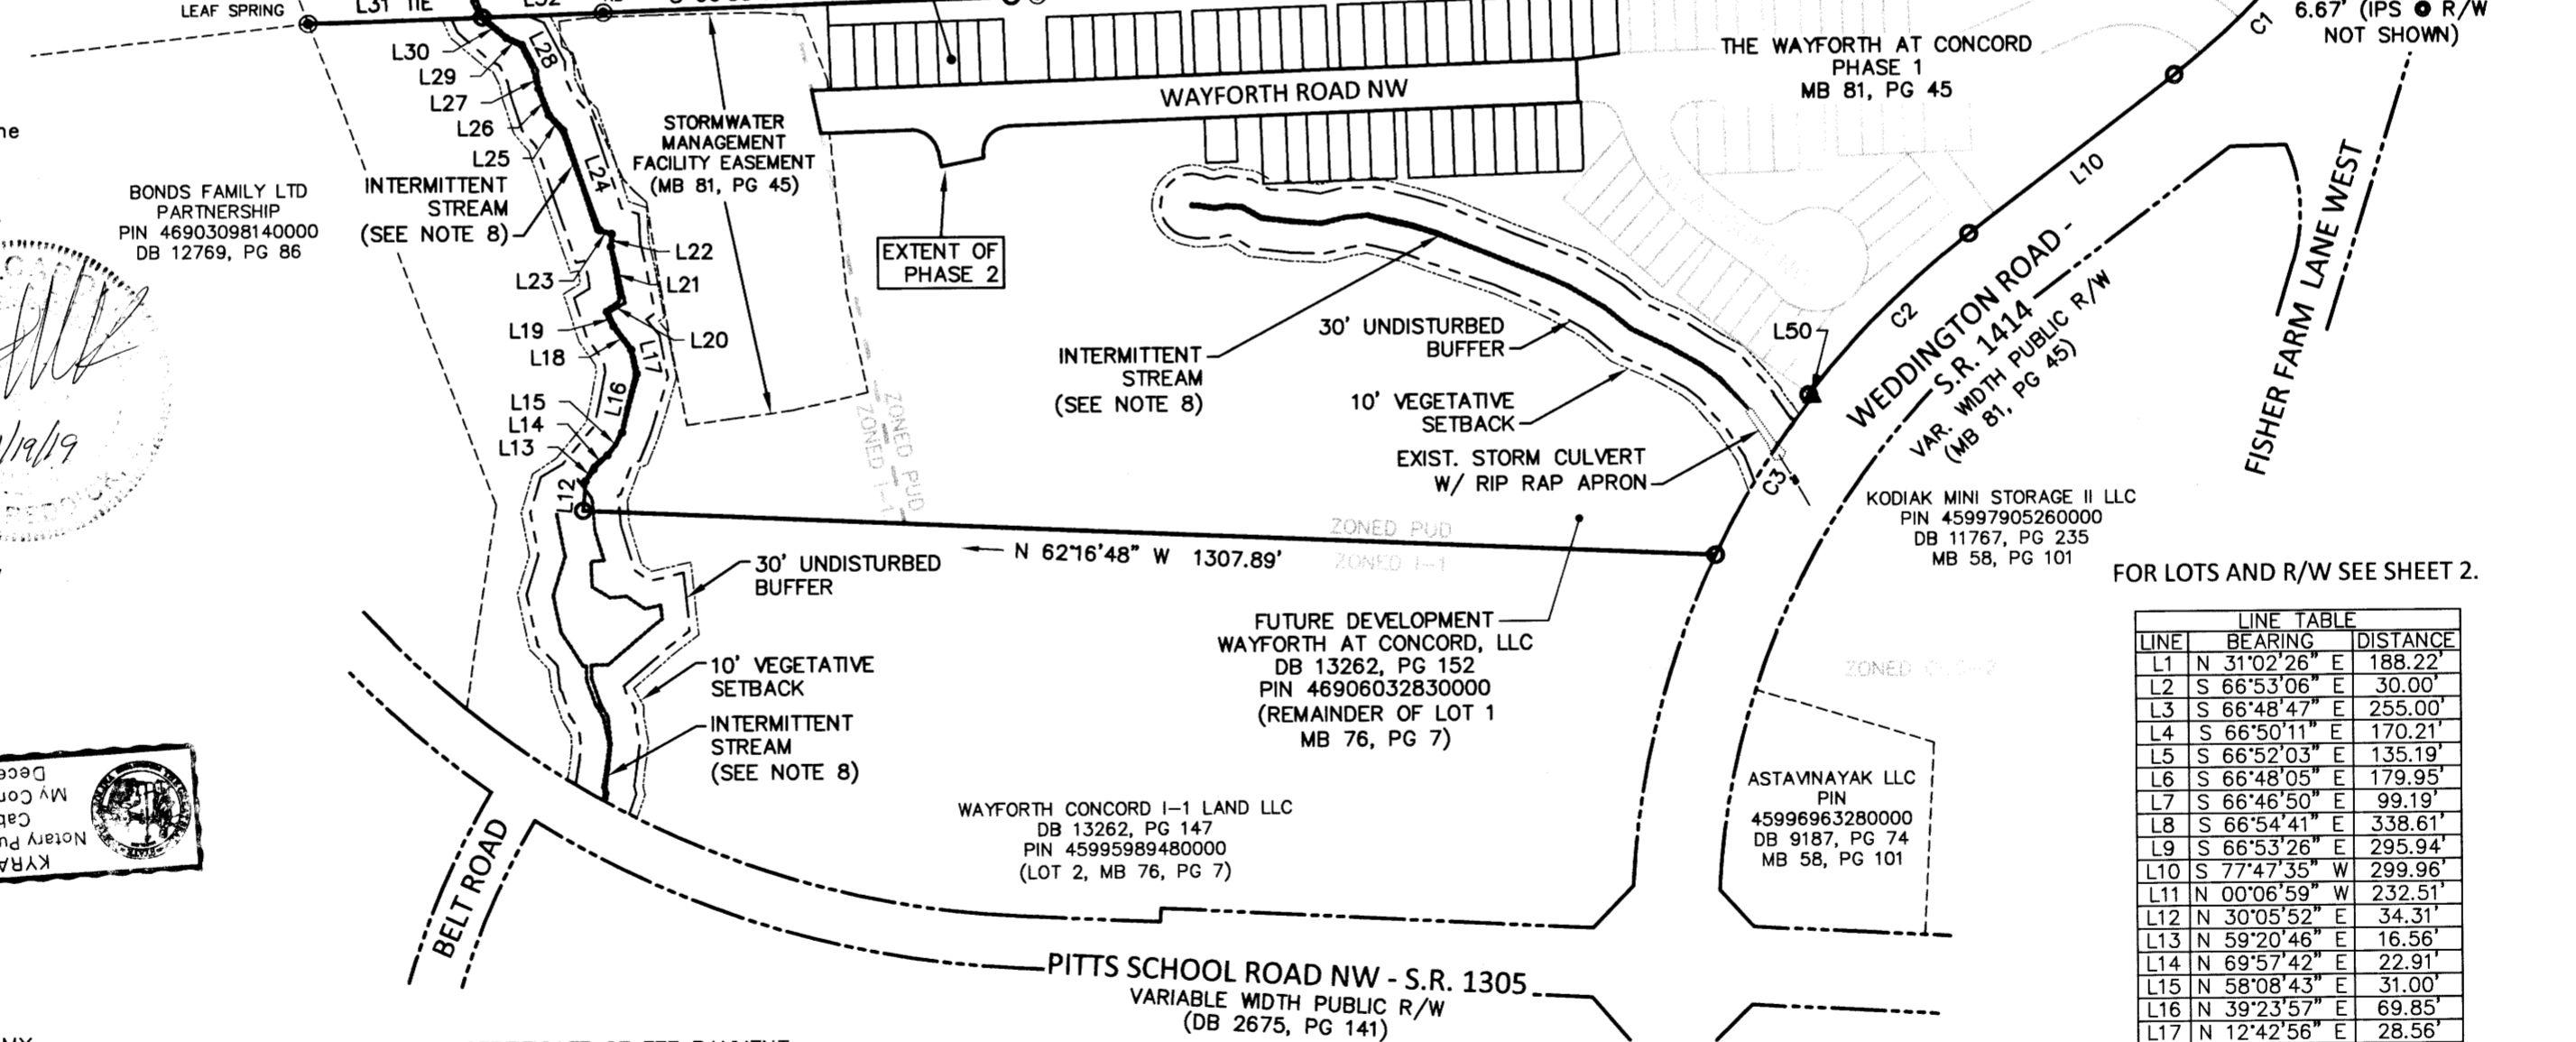 LEAF SPRING
L31 TIE
L32
L30
L29
L28
L27
L26
L25
L24
INTERMITTENT
STREAM
(SEE NOTE 8)
L23
L22
L21
L20
L19
L18
L17
L16
L15
L14
L13
L12
BONDS FAMILY LTD
PARTNERSHIP
PIN 46903098140000
DB 12769, PG 86
STORMWATER
MANAGEMENT
FACILITY EASEMENT
(MB 81, PG 45)
WAYFORTH ROAD NW
EXTENT OF
PHASE 2
THE WAYFORTH AT CONCORD
PHASE 1
MB 81, PG 45
6.67' (IPS R/W
NOT SHOWN)
C1
L10
C2
L50
C3
WEDDINGTON ROAD -
S.R. 1414
VAR. WIDTH PUBLIC R/W
(MB 81, PG 45)
FISHER FARM LANE WEST
INTERMITTENT
STREAM
(SEE NOTE 8)
30' UNDISTURBED
BUFFER
10' VEGETATIVE
SETBACK
EXIST. STORM CULVERT
W/ RIP RAP APRON
ZONED PUD
ZONED I-1
ZONED PUD
ZONED I-1
N 62°16'48" W 1307.89'
KODIAK MINI STORAGE II LLC
PIN 45997905260000
DB 11767, PG 235
MB 58, PG 101
30' UNDISTURBED
BUFFER
10' VEGETATIVE
SETBACK
INTERMITTENT
STREAM
(SEE NOTE 8)
FUTURE DEVELOPMENT
WAYFORTH AT CONCORD, LLC
DB 13262, PG 152
PIN 46906032830000
(REMAINDER OF LOT 1
MB 76, PG 7)
WAYFORTH CONCORD I-1 LAND LLC
DB 13262, PG 147
PIN 45995989480000
(LOT 2, MB 76, PG 7)
ZONED
ASTAVINAYAK LLC
PIN
45996963280000
DB 9187, PG 74
MB 58, PG 101
BELT ROAD
PITTS SCHOOL ROAD NW - S.R. 1305
VARIABLE WIDTH PUBLIC R/W
(DB 2675, PG 141)
KYRA
Notary Pu
Cab
My Con
Dece
FOR LOTS AND R/W SEE SHEET 2.
LINE TABLE
LINE BEARING DISTANCE
L1 N 31°02'26" E 188.22'
L2 S 66°53'06" E 30.00'
L3 S 66°48'47" E 255.00'
L4 S 66°50'11" E 170.21'
L5 S 66°52'03" E 135.19'
L6 S 66°48'05" E 179.95'
L7 S 66°46'50" E 99.19'
L8 S 66°54'41" E 338.61'
L9 S 66°53'26" E 295.94'
L10 S 77°47'35" W 299.96'
L11 N 00°06'59" W 232.51'
L12 N 30°05'52" E 34.31'
L13 N 59°20'46" E 16.56'
L14 N 69°57'42" E 22.91'
L15 N 58°08'43" E 31.00'
L16 N 39°23'57" E 69.85'
L17 N 12°42'56" E 28.56'